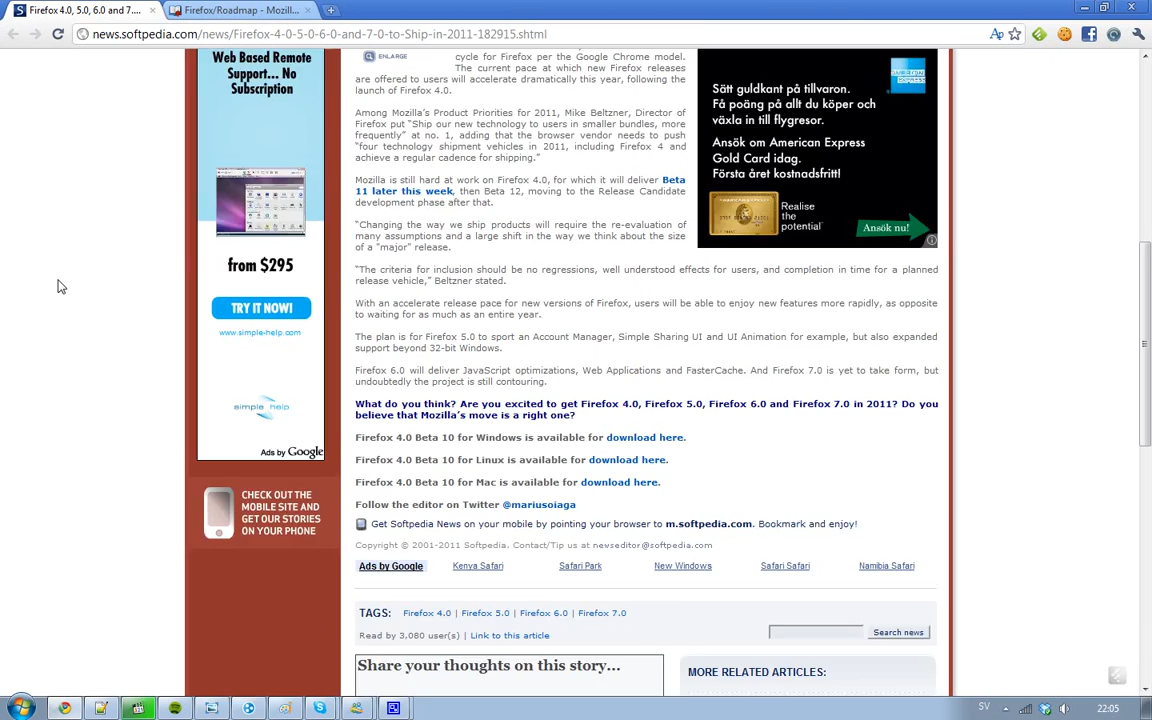 Firefox 4.0, 5.0, 6.0 and 7....
Firefox/Roadmap - Mozill...
news.softpedia.com/news/Firefox-4-0-5-0-6-0-and-7-0-to-Ship-in-2011-182915.shtml
Web Based Remote
Support... No
Subscription
from $295
TRY IT NOW!
www.simple-help.com
simple help
Ads by Google
CHECK OUT THE
MOBILE SITE AND
GET OUR STORIES
ON YOUR PHONE
ENLARGE
cycle for Firefox per the Google Chrome model.
The current pace at which new Firefox releases
are offered to users will accelerate dramatically this year, following the
launch of Firefox 4.0.
Among Mozilla's Product Priorities for 2011, Mike Beltzner, Director of
Firefox put “Ship our new technology to users in smaller bundles, more
frequently” at no. 1, adding that the browser vendor needs to push
“four technology shipment vehicles in 2011, including Firefox 4 and
achieve a regular cadence for shipping.”
Mozilla is still hard at work on Firefox 4.0, for which it will deliver Beta
11 later this week, then Beta 12, moving to the Release Candidate
development phase after that.
“Changing the way we ship products will require the re-evaluation of
many assumptions and a large shift in the way we think about the size
of a "major" release.
“The criteria for inclusion should be no regressions, well understood effects for users, and completion in time for a planned
release vehicle,” Beltzner stated.
With an accelerate release pace for new versions of Firefox, users will be able to enjoy new features more rapidly, as opposite
to waiting for as much as an entire year.
The plan is for Firefox 5.0 to sport an Account Manager, Simple Sharing UI and UI Animation for example, but also expanded
support beyond 32-bit Windows.
Firefox 6.0 will deliver JavaScript optimizations, Web Applications and FasterCache. And Firefox 7.0 is yet to take form, but
undoubtedly the project is still contouring.
What do you think? Are you excited to get Firefox 4.0, Firefox 5.0, Firefox 6.0 and Firefox 7.0 in 2011? Do you
believe that Mozilla's move is a right one?
Firefox 4.0 Beta 10 for Windows is available for download here.
Firefox 4.0 Beta 10 for Linux is available for download here.
Firefox 4.0 Beta 10 for Mac is available for download here.
Follow the editor on Twitter @mariusoiaga
Get Softpedia News on your mobile by pointing your browser to m.softpedia.com. Bookmark and enjoy!
Copyright © 2001-2011 Softpedia. Contact/Tip us at newseditor@softpedia.com
Ads by Google Kenya Safari Safari Park New Windows Safari Safari Namibia Safari
TAGS: Firefox 4.0 | Firefox 5.0 | Firefox 6.0 | Firefox 7.0
Read by 3,080 user(s) | Link to this article
Search news
Share your thoughts on this story...
MORE RELATED ARTICLES:
Sätt guldkant på tillvaron.
Få poäng på allt du köper och
växla in till flygresor.
Ansök om American Express
Gold Card idag.
Första året kostnadsfritt!
Realise
the
potential
Ansök nu!
SV
22:05